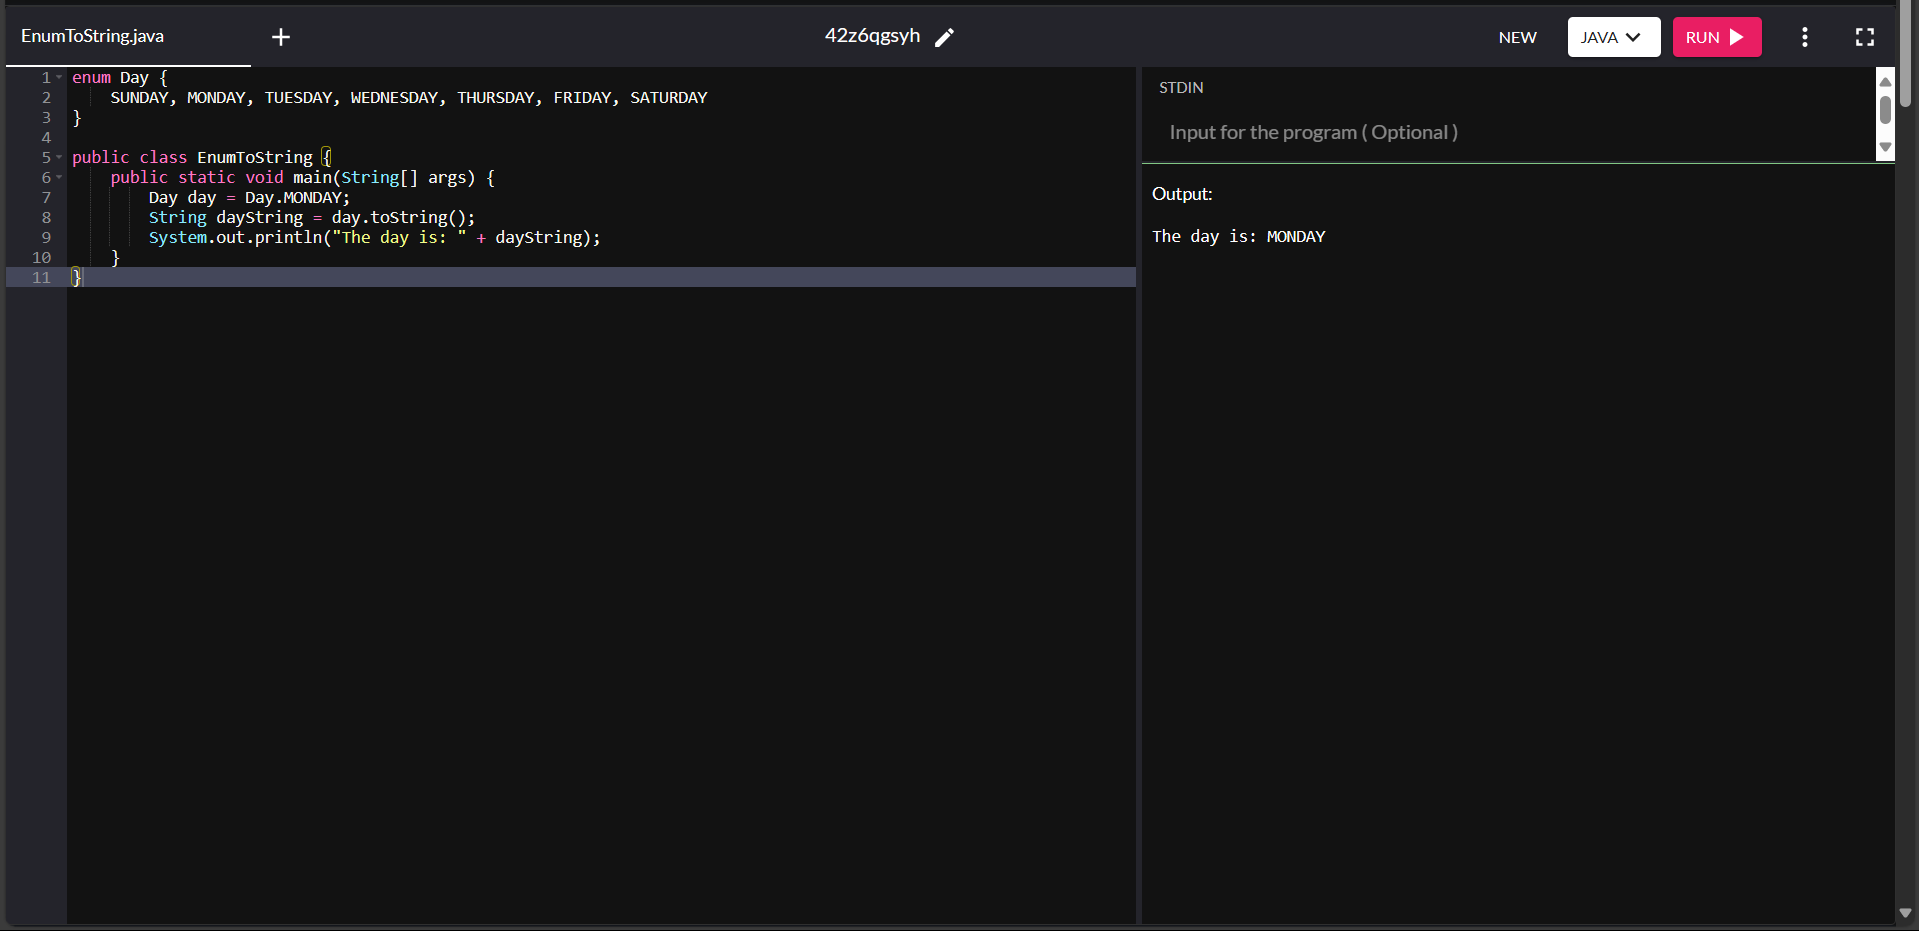 EnumToString.java
42z6qgsyh
NEW
JAVA
RUN
1
enum Day {
2
    SUNDAY, MONDAY, TUESDAY, WEDNESDAY, THURSDAY, FRIDAY, SATURDAY
3
}
4
5
public class EnumToString {
6
    public static void main(String[] args) {
7
        Day day = Day.MONDAY;
8
        String dayString = day.toString();
9
        System.out.println("The day is: " + dayString);
10
    }
11
}
STDIN
Input for the program ( Optional )
Output:
The day is: MONDAY